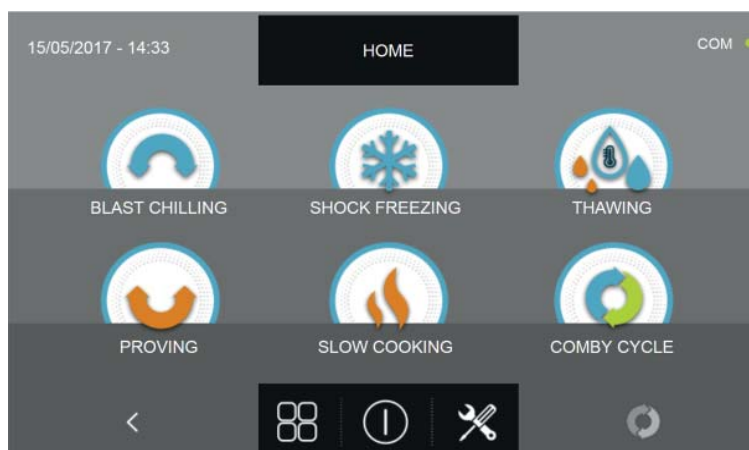 15/05/2017 - 14:33 HOME COM
BLAST CHILLING SHOCK FREEZING THAWING
PROVING SLOW COOKING COMBY CYCLE